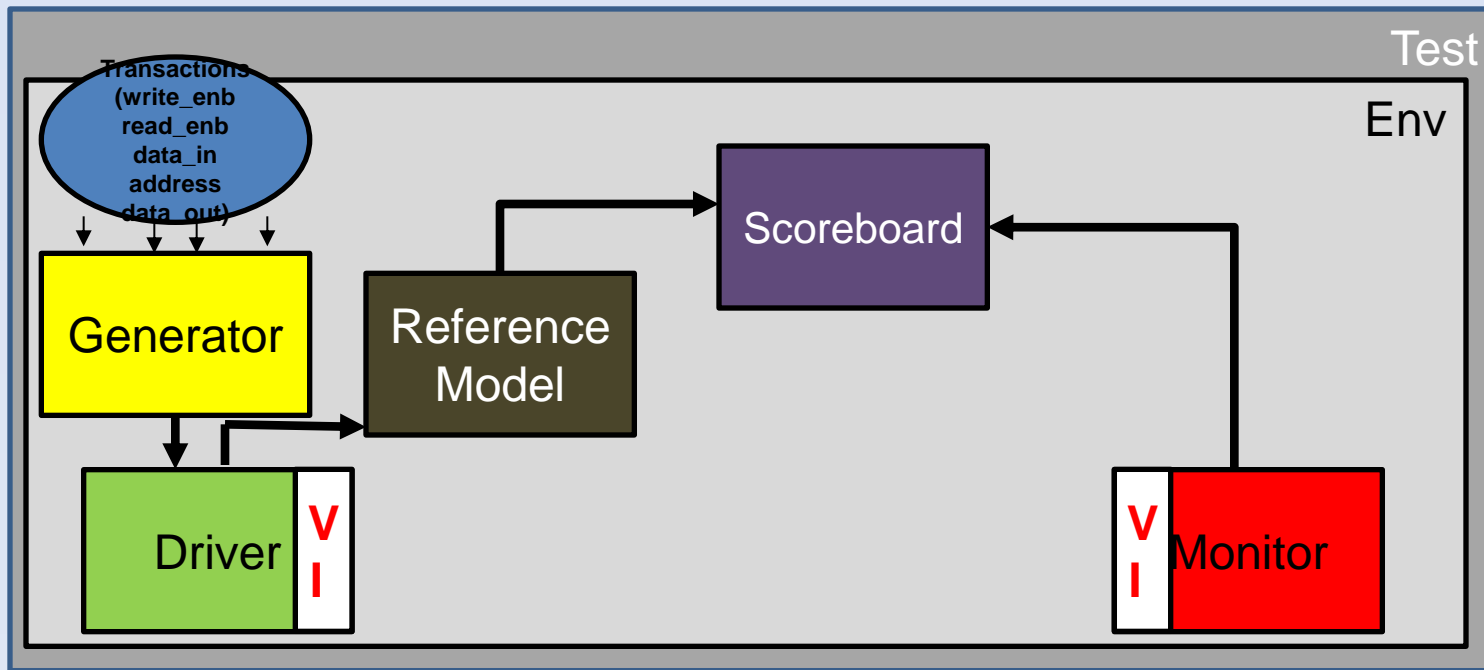 Test
Env
Transactions
(write_enb
read_enb
data_in
address
data_out)
Scoreboard
Generator
Reference
Model
Driver
V
I
V
I
Monitor